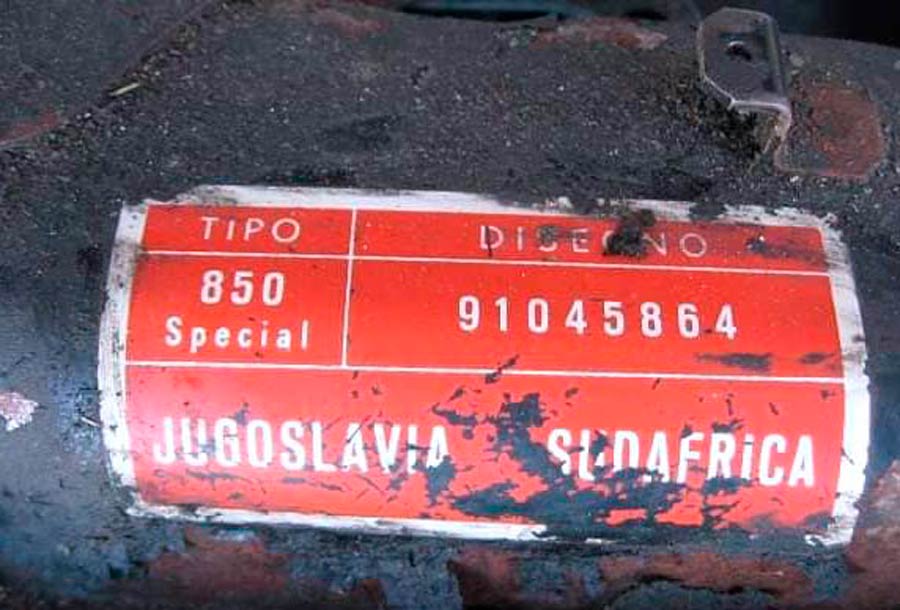 TIPO DISEGNO
850 Special 91045864
JUGOSLAVIA SUDAFRICA